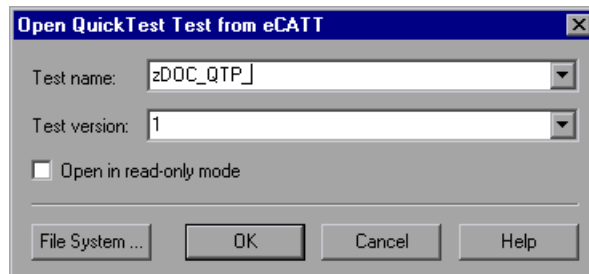 Open QuickTest Test from eCATT
Test name: zDOC_QTP_
Test version: 1
Open in read-only mode
File System ... OK Cancel Help